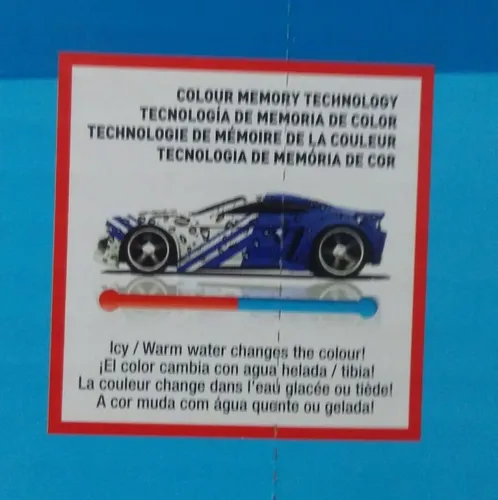 COLOUR MEMORY TECHNOLOGY
TECNOLOGÍA DE MEMORIA DE COLOR
TECHNOLOGIE DE MÉMOIRE DE LA COULEUR
TECNOLOGIA DE MEMÓRIA DE COR
Icy / Warm water changes the colour!
¡El color cambia con agua helada / tibia!
La couleur change dans l'eau glacée ou tiède!
A cor muda com água quente ou gelada!